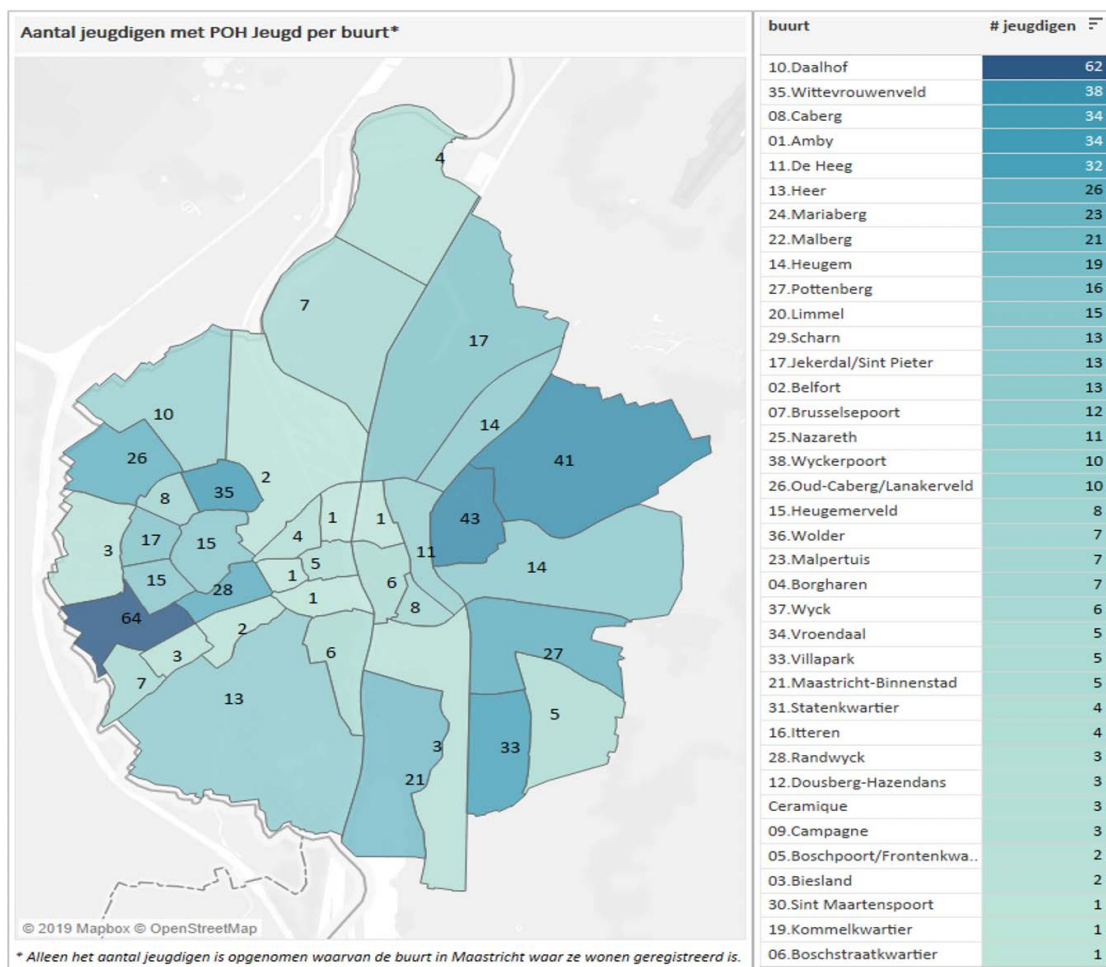 Aantal jeugdigen met POH Jeugd per buurt*
4
7
17
10
14
26
41
2
8
35
43
1
1
4
3
17
15
11
5
14
15
1
6
28
1
8
64
2
3
6
27
7
13
5
3
33
21
© 2019 Mapbox © OpenStreetMap
* Alleen het aantal jeugdigen is opgenomen waarvan de buurt in Maastricht waar ze wonen geregistreerd is.
buurt # jeugdigen
10.Daalhof 62
35.Wittevrouwenveld 38
08.Caberg 34
01.Amby 34
11.De Heeg 32
13.Heer 26
24.Mariaberg 23
22.Malberg 21
14.Heugem 19
27.Pottenberg 16
20.Limmel 15
29.Scharn 13
17.Jekerdal/Sint Pieter 13
02.Belfort 13
07.Brusselsepoort 12
25.Nazareth 11
38.Wyckerpoort 10
26.Oud-Caberg/Lanakerveld 10
15.Heugemerveld 8
36.Wolder 7
23.Malpertuis 7
04.Borgharen 7
37.Wyck 6
34.Vroendaal 5
33.Villapark 5
21.Maastricht-Binnenstad 5
31.Statenkwartier 4
16.Itteren 4
28.Randwyck 3
12.Dousberg-Hazendans 3
Ceramique 3
09.Campagne 3
05.Boschpoort/Frontenkwa.. 2
03.Biesland 2
30.Sint Maartenspoort 1
19.Kommelkwartier 1
06.Boschstraatkwartier 1